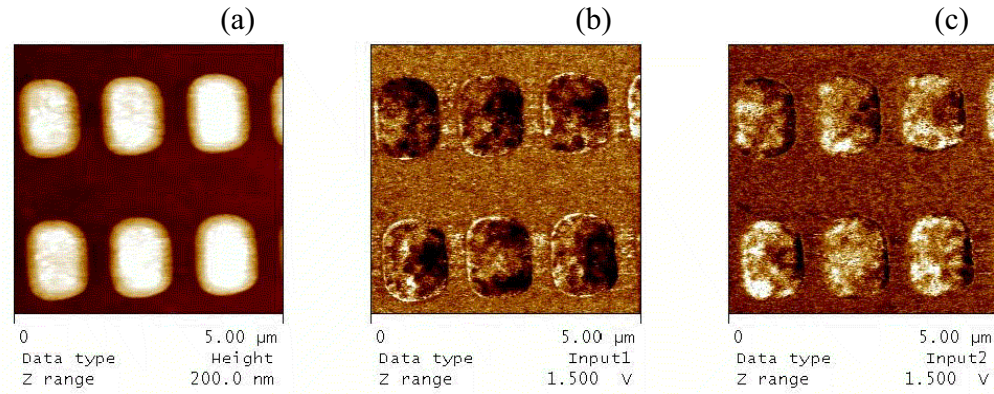 (a) (b) (c)
0 5.00 µm 0 5.00 µm 0 5.00 µm
Data type Height Data type Input1 Data type Input2
Z range 200.0 nm Z range 1.500 V Z range 1.500 V